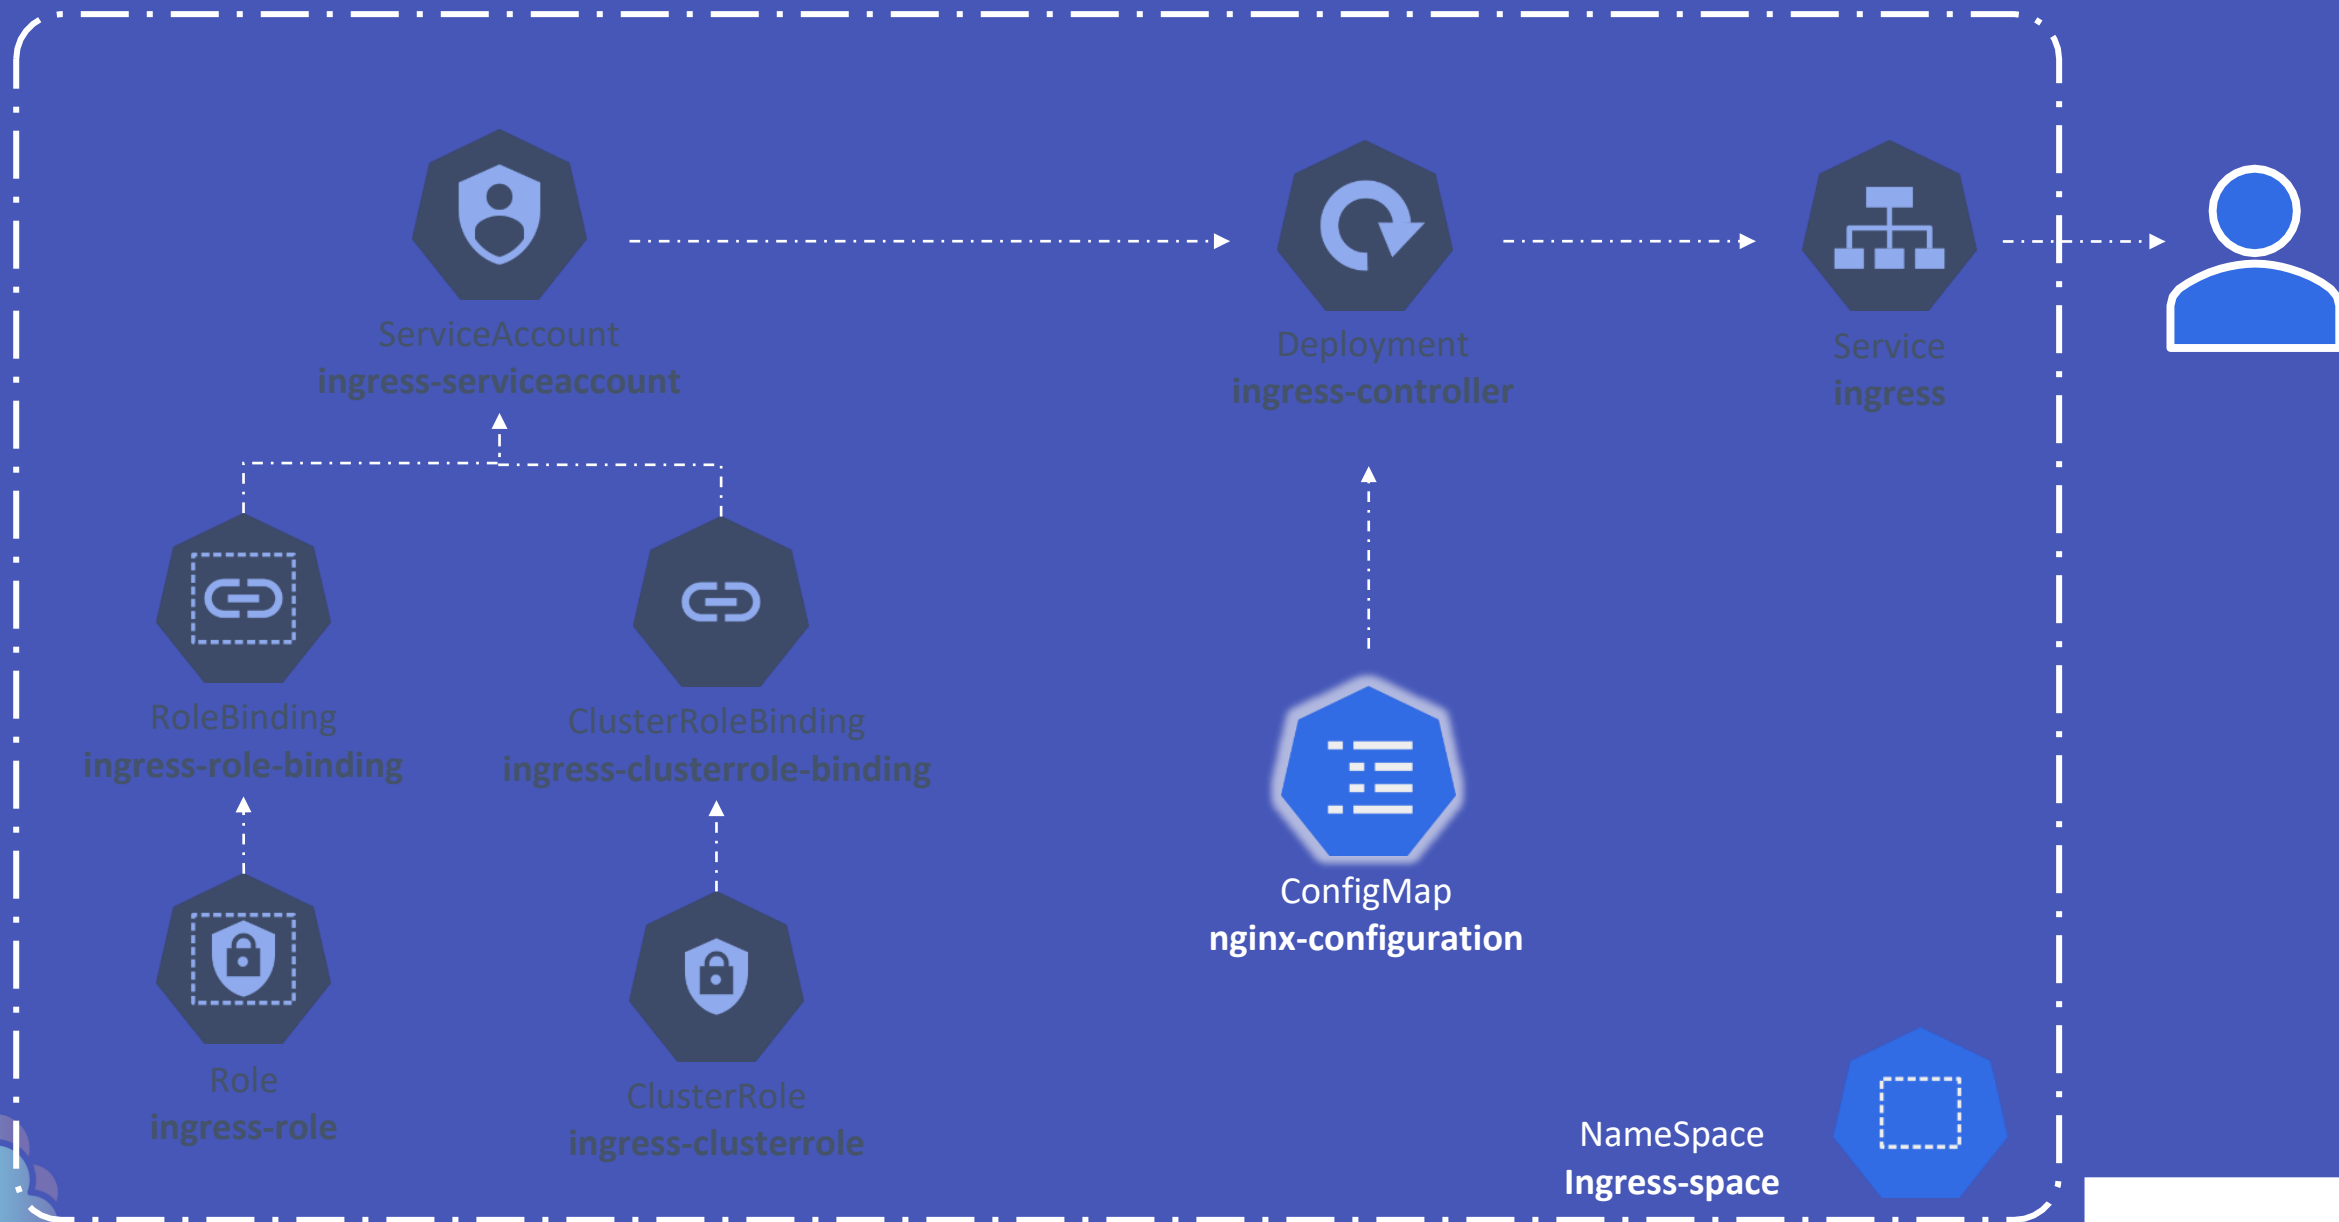 ServiceAccount
ingress-serviceaccount
Deployment
ingress-controller
Service
ingress
RoleBinding
ingress-role-binding
ClusterRoleBinding
ingress-clusterrole-binding
ConfigMap
nginx-configuration
Role
ingress-role
ClusterRole
ingress-clusterrole
NameSpace
Ingress-space